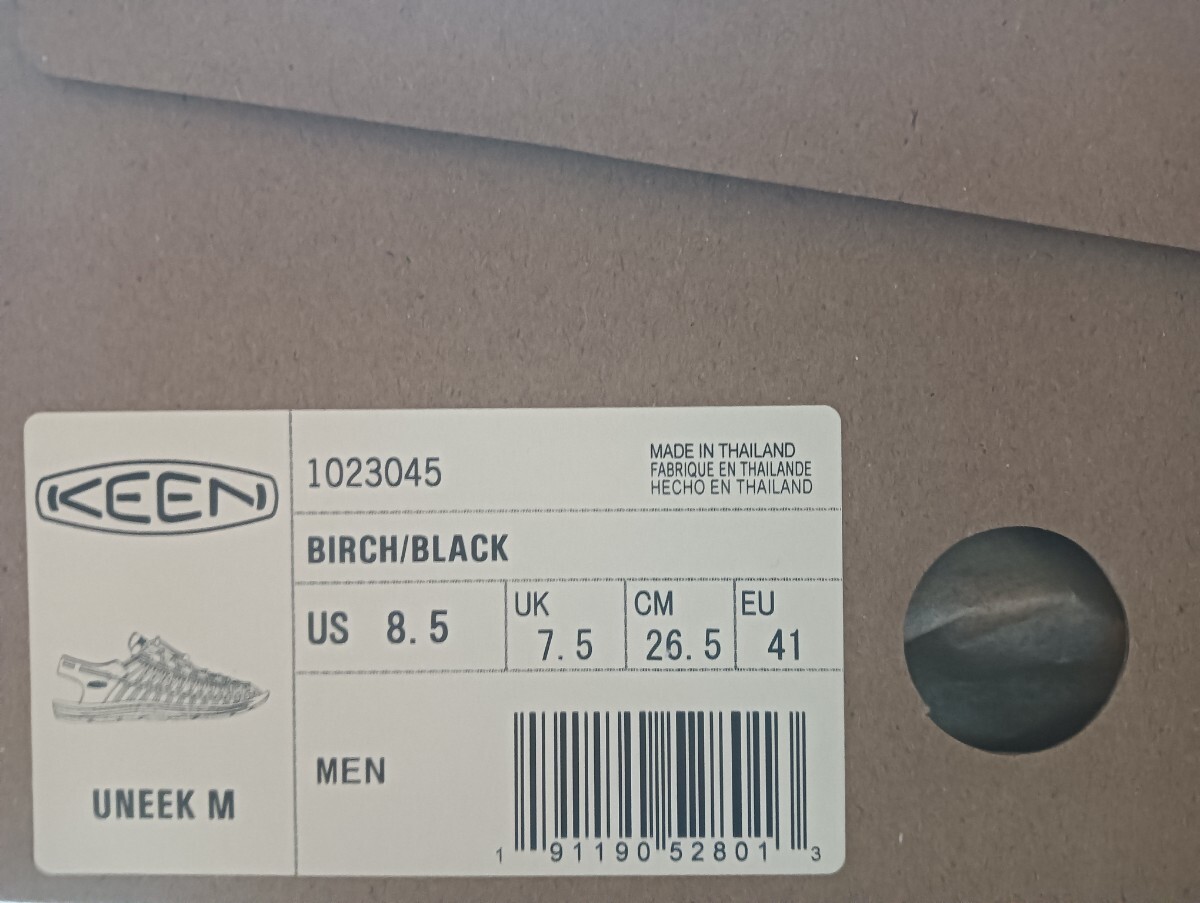 KEEN
UNEEK M
1023045
MADE IN THAILAND
FABRIQUE EN THAILANDE
HECHO EN THAILAND
BIRCH/BLACK
US 8.5
UK 7.5
CM 26.5
EU 41
MEN
1 91190 52801 3